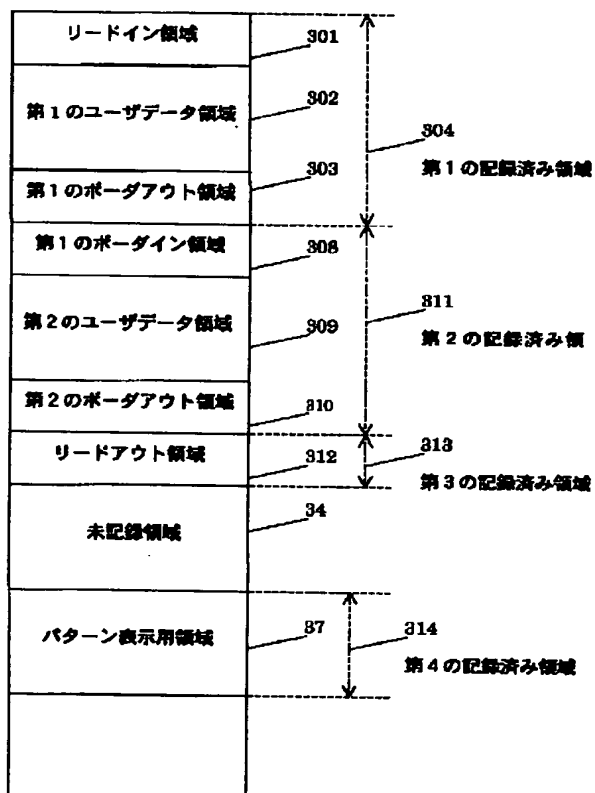 リードイン領域
301
第1のユーザデータ領域
302
304
第1の記録済み領域
303
第1のボーダアウト領域
第1のボーダイン領域
308
311
第2のユーザデータ領域
309
第2の記録済み領
第2のボーダアウト領域
310
リードアウト領域
312
313
第3の記録済み領域
未記録領域
34
パターン表示用領域
37
314
第4の記録済み領域